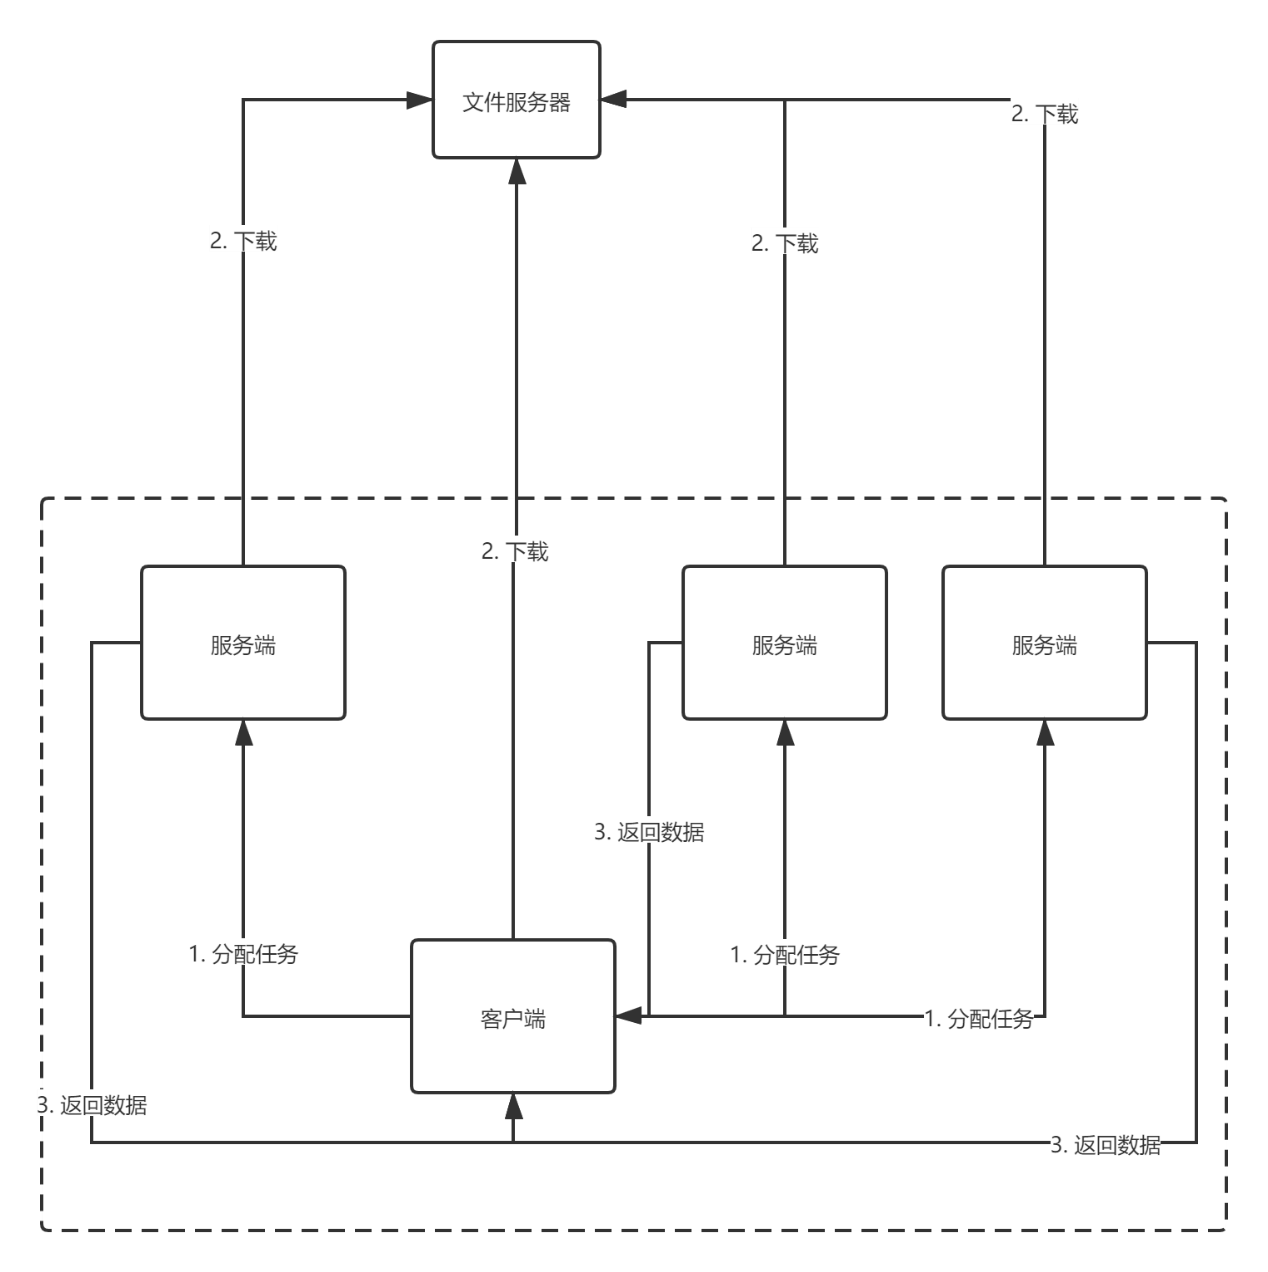 文件服务器
2. 下载
2. 下载
2. 下载
2. 下载
服务端
服务端
服务端
3. 返回数据
1. 分配任务
1. 分配任务
客户端
1. 分配任务
3. 返回数据
3. 返回数据